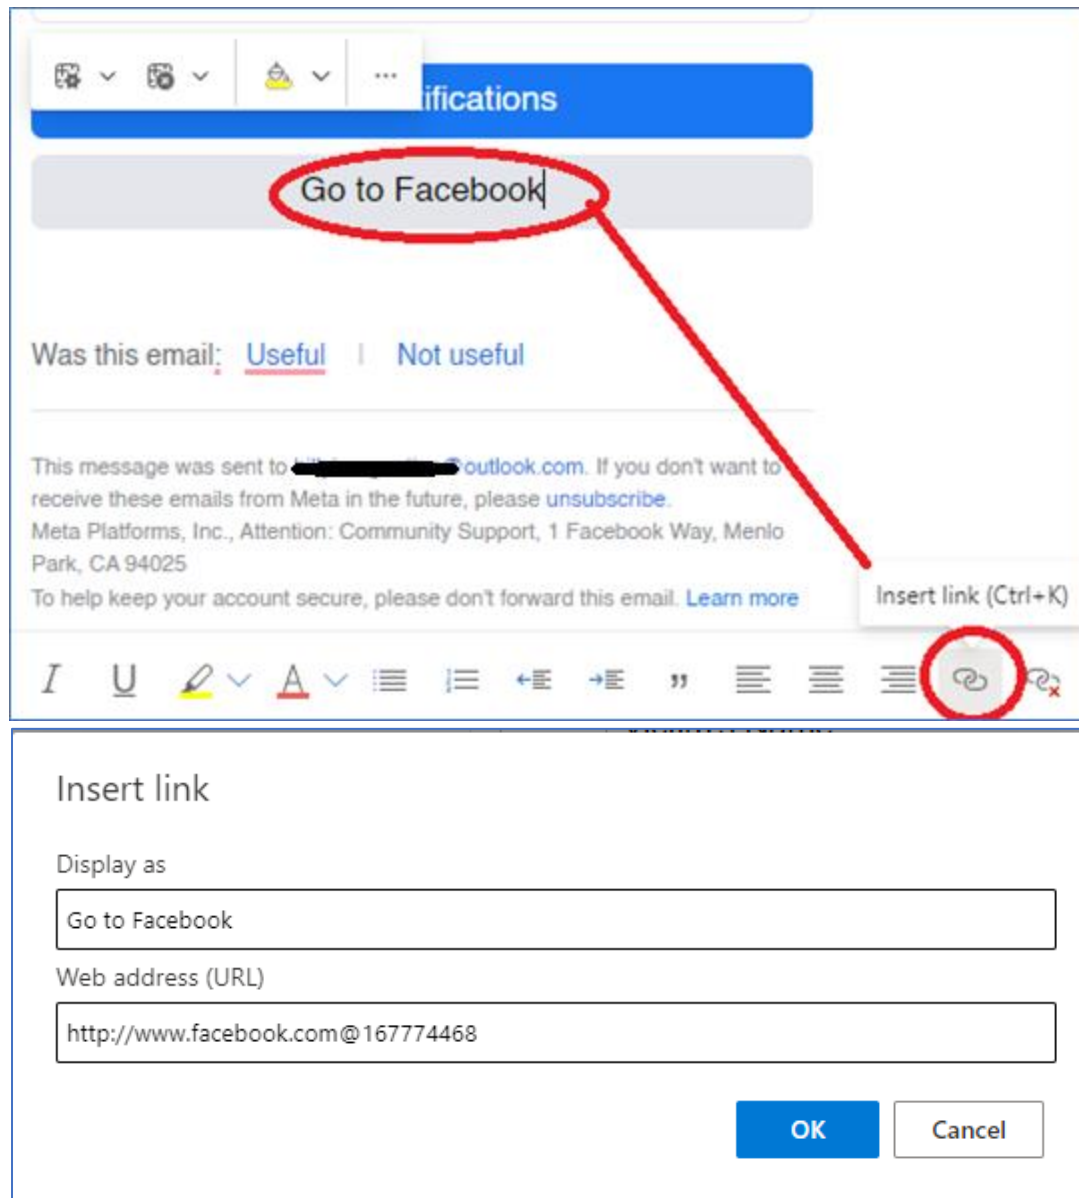 ifications
Go to Facebook
Was this email: Useful | Not useful
This message was sent to @outlook.com. If you don't want to
receive these emails from Meta in the future, please unsubscribe.
Meta Platforms, Inc., Attention: Community Support, 1 Facebook Way, Menlo
Park, CA 94025
To help keep your account secure, please don't forward this email. Learn more
Insert link (Ctrl+K)
Insert link
Display as
Go to Facebook
Web address (URL)
http://www.facebook.com@167774468
OK Cancel